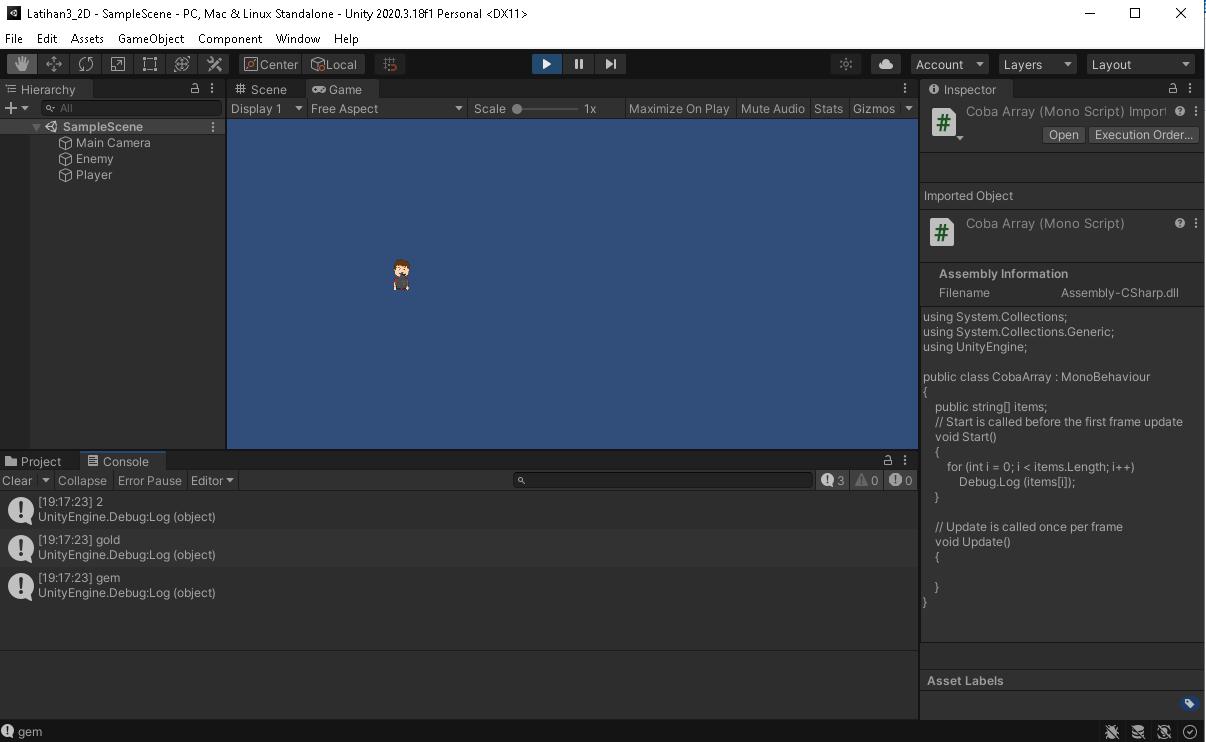 Latihan3_2D - SampleScene - PC, Mac & Linux Standalone - Unity 2020.3.18f1 Personal <DX11>
File Edit Assets GameObject Component Window Help
Center Local Account Layers Layout
Hierarchy
All
SampleScene
Main Camera
Enemy
Player
Scene Game
Display 1 Free Aspect Scale 1x Maximize On Play Mute Audio Stats Gizmos
Project Console
Clear Collapse Error Pause Editor 3 0 0
[19:17:23] 2
UnityEngine.Debug:Log (object)
[19:17:23] gold
UnityEngine.Debug:Log (object)
[19:17:23] gem
UnityEngine.Debug:Log (object)
Inspector
Coba Array (Mono Script) Import
Open Execution Order...
Imported Object
Coba Array (Mono Script)
Assembly Information
Filename Assembly-CSharp.dll
using System.Collections;
using System.Collections.Generic;
using UnityEngine;
public class CobaArray : MonoBehaviour
{
public string[] items;
// Start is called before the first frame update
void Start()
{
for (int i = 0; i < items.Length; i++)
Debug.Log (items[i]);
}
// Update is called once per frame
void Update()
{
}
}
Asset Labels
gem